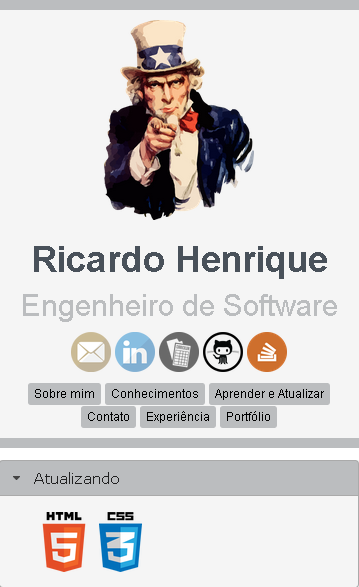 Ricardo Henrique
Engenheiro de Software
in
Sobre mim Conhecimentos Aprender e Atualizar
Contato Experiência Portfólio
Atualizando
HTML CSS
5 3